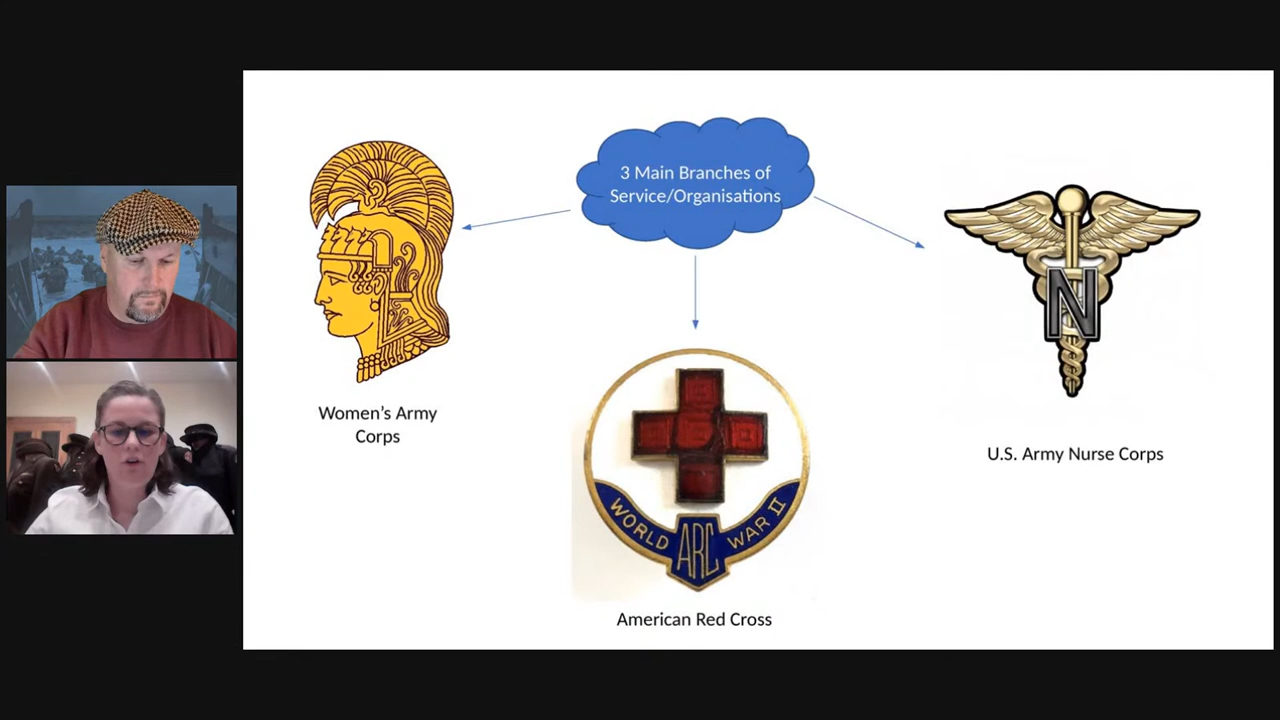 3 Main Branches of
Service/Organisations
Women’s Army
Corps
N
WORLD ARC WAR II
American Red Cross
U.S. Army Nurse Corps